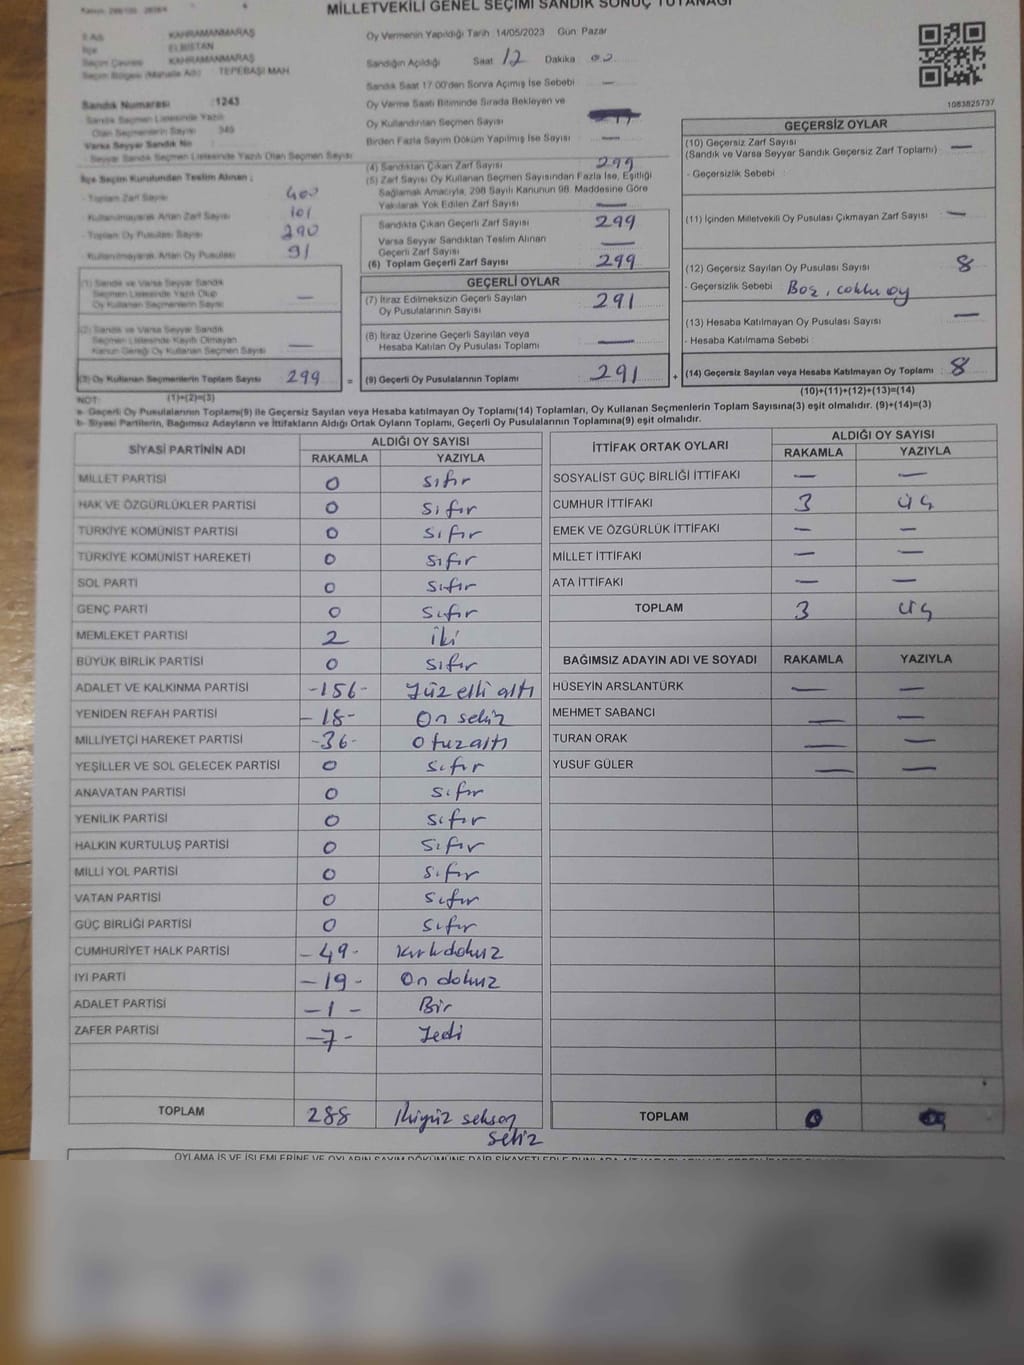 MİLLETVEKİLİ GENEL SEÇİMİ SANDIK SONUÇ TUTANAĞI
İl Adı KAHRAMANMARAŞ
İlçe ELBİSTAN
Seçim Çevresi KAHRAMANMARAŞ
Seçim Bölgesi (Mahalle Adı) : TEPEBAŞI MAH.
Sandık Numarası :1243
Sandık Seçmen Listesinde Yazılı
Olan Seçmenlerin Sayısı 345
Varsa Seyyar Sandık No
Seyyar Sandık Seçmen Listesinde Yazılı Olan Seçmen Sayısı
İlçe Seçim Kurulundan Teslim Alınan ;
- Toplam Zarf Sayısı 400
- Kullanılmayarak Artan Zarf Sayısı 101
- Toplam Oy Pusulası Sayısı 390
- Kullanılmayarak Artan Oy Pusulası 91
(1) Sandık ve Varsa Seyyar Sandık
Seçmen Listesinde Yazılı Olup
Oy Kullanan Seçmenlerin Sayısı —
(2) Sandık ve Varsa Seyyar Sandık
Seçmen Listesinde Kayıtlı Olmayan
Kanun Gereği Oy Kullanan Seçmen Sayısı —
(3) Oy Kullanan Seçmenlerin Toplam Sayısı 299 =
Oy Vermenin Yapıldığı Tarih 14/05/2023 Gün Pazar
Sandığın Açıldığı Saat 12 Dakika
Sandık Saat 17:00'den Sonra Açımış İse Sebebi —
Oy Verme Saati Bitiminde Sırada Bekleyen ve
Oy Kullandırılan Seçmen Sayısı
Birden Fazla Sayım Döküm Yapılmış İse Sayısı —
(4) Sandıktan Çıkan Zarf Sayısı 299
(5) Zarf Sayısı Oy Kullanan Seçmen Sayısından Fazla İse, Eşitliği
Sağlamak Amacıyla, 298 Sayılı Kanunun 98. Maddesine Göre
Yakılarak Yok Edilen Zarf Sayısı —
Sandıkta Çıkan Geçerli Zarf Sayısı 299
Varsa Seyyar Sandıktan Teslim Alınan
Geçerli Zarf Sayısı —
(6) Toplam Geçerli Zarf Sayısı 299
GEÇERLİ OYLAR
(7) İtiraz Edilmeksizin Geçerli Sayılan
Oy Pusulalarının Sayısı 291
(8) İtiraz Üzerine Geçerli Sayılan veya
Hesaba Katılan Oy Pusulası Toplamı —
(9) Geçerli Oy Pusulalarının Toplamı 291 +
1083825737
GEÇERSİZ OYLAR
(10) Geçersiz Zarf Sayısı
(Sandık ve Varsa Seyyar Sandık Geçersiz Zarf Toplamı) —
- Geçersizlik Sebebi :
(11) İçinden Milletvekili Oy Pusulası Çıkmayan Zarf Sayısı —
(12) Geçersiz Sayılan Oy Pusulası Sayısı 8
- Geçersizlik Sebebi : Boş, çoklu oy
(13) Hesaba Katılmayan Oy Pusulası Sayısı —
- Hesaba Katılmama Sebebi :
(14) Geçersiz Sayılan veya Hesaba Katılmayan Oy Toplamı 8
NOT: (1)+(2)=(3) (10)+(11)+(12)+(13)=(14)
a- Geçerli Oy Pusulalarının Toplamı(9) ile Geçersiz Sayılan veya Hesaba katılmayan Oy Toplamı(14) Toplamları, Oy Kullanan Seçmenlerin Toplam Sayısına(3) eşit olmalıdır. (9)+(14)=(3)
b- Siyasi Partilerin, Bağımsız Adayların ve İttifakların Aldığı Ortak Oyların Toplamı, Geçerli Oy Pusulalarının Toplamına(9) eşit olmalıdır.
SİYASİ PARTİNİN ADI ALDIĞI OY SAYISI
RAKAMLA YAZIYLA
MİLLET PARTİSİ 0 sıfır
HAK VE ÖZGÜRLÜKLER PARTİSİ 0 sıfır
TÜRKİYE KOMÜNİST PARTİSİ 0 sıfır
TÜRKİYE KOMÜNİST HAREKETİ 0 sıfır
SOL PARTİ 0 sıfır
GENÇ PARTİ 0 sıfır
MEMLEKET PARTİSİ 2 iki
BÜYÜK BİRLİK PARTİSİ 0 sıfır
ADALET VE KALKINMA PARTİSİ -156- Yüz elli altı
YENİDEN REFAH PARTİSİ -18- On sekiz
MİLLİYETÇİ HAREKET PARTİSİ -36- Otuzaltı
YEŞİLLER VE SOL GELECEK PARTİSİ 0 sıfır
ANAVATAN PARTİSİ 0 sıfır
YENİLİK PARTİSİ 0 sıfır
HALKIN KURTULUŞ PARTİSİ 0 sıfır
MİLLİ YOL PARTİSİ 0 sıfır
VATAN PARTİSİ 0 sıfır
GÜÇ BİRLİĞİ PARTİSİ 0 sıfır
CUMHURİYET HALK PARTİSİ -49- Kırkdokuz
İYİ PARTİ -19- On dokuz
ADALET PARTİSİ -1- Bir
ZAFER PARTİSİ -7- Yedi
TOPLAM 288 İkiyüz seksen
sekiz
İTTİFAK ORTAK OYLARI ALDIĞI OY SAYISI
RAKAMLA YAZIYLA
SOSYALİST GÜÇ BİRLİĞİ İTTİFAKI — —
CUMHUR İTTİFAKI 3 üç
EMEK VE ÖZGÜRLÜK İTTİFAKI — —
MİLLET İTTİFAKI — —
ATA İTTİFAKI — —
TOPLAM 3 üç
BAĞIMSIZ ADAYIN ADI VE SOYADI RAKAMLA YAZIYLA
HÜSEYİN ARSLANTÜRK — —
MEHMET SABANCI — —
TURAN ORAK — —
YUSUF GÜLER — —
TOPLAM 0